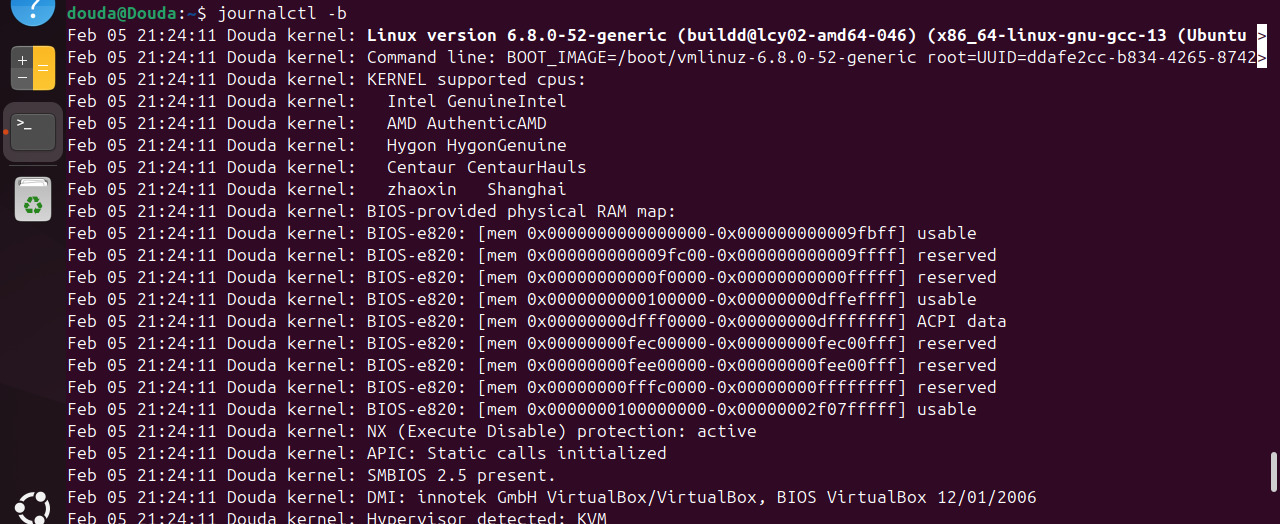 douda@Douda:~$ journalctl -b
Feb 05 21:24:11 Douda kernel: Linux version 6.8.0-52-generic (buildd@lcy02-amd64-046) (x86_64-linux-gnu-gcc-13 (Ubuntu >
Feb 05 21:24:11 Douda kernel: Command line: BOOT_IMAGE=/boot/vmlinuz-6.8.0-52-generic root=UUID=ddafe2cc-b834-4265-8742>
Feb 05 21:24:11 Douda kernel: KERNEL supported cpus:
Feb 05 21:24:11 Douda kernel:   Intel GenuineIntel
Feb 05 21:24:11 Douda kernel:   AMD AuthenticAMD
Feb 05 21:24:11 Douda kernel:   Hygon HygonGenuine
Feb 05 21:24:11 Douda kernel:   Centaur CentaurHauls
Feb 05 21:24:11 Douda kernel:   zhaoxin   Shanghai
Feb 05 21:24:11 Douda kernel: BIOS-provided physical RAM map:
Feb 05 21:24:11 Douda kernel: BIOS-e820: [mem 0x0000000000000000-0x000000000009fbff] usable
Feb 05 21:24:11 Douda kernel: BIOS-e820: [mem 0x000000000009fc00-0x000000000009ffff] reserved
Feb 05 21:24:11 Douda kernel: BIOS-e820: [mem 0x00000000000f0000-0x00000000000fffff] reserved
Feb 05 21:24:11 Douda kernel: BIOS-e820: [mem 0x0000000000100000-0x00000000dffeffff] usable
Feb 05 21:24:11 Douda kernel: BIOS-e820: [mem 0x00000000dfff0000-0x00000000dfffffff] ACPI data
Feb 05 21:24:11 Douda kernel: BIOS-e820: [mem 0x00000000fec00000-0x00000000fec00fff] reserved
Feb 05 21:24:11 Douda kernel: BIOS-e820: [mem 0x00000000fee00000-0x00000000fee00fff] reserved
Feb 05 21:24:11 Douda kernel: BIOS-e820: [mem 0x00000000fffc0000-0x00000000ffffffff] reserved
Feb 05 21:24:11 Douda kernel: BIOS-e820: [mem 0x0000000100000000-0x00000002f07fffff] usable
Feb 05 21:24:11 Douda kernel: NX (Execute Disable) protection: active
Feb 05 21:24:11 Douda kernel: APIC: Static calls initialized
Feb 05 21:24:11 Douda kernel: SMBIOS 2.5 present.
Feb 05 21:24:11 Douda kernel: DMI: innotek GmbH VirtualBox/VirtualBox, BIOS VirtualBox 12/01/2006
Feb 05 21:24:11 Douda kernel: Hypervisor detected: KVM